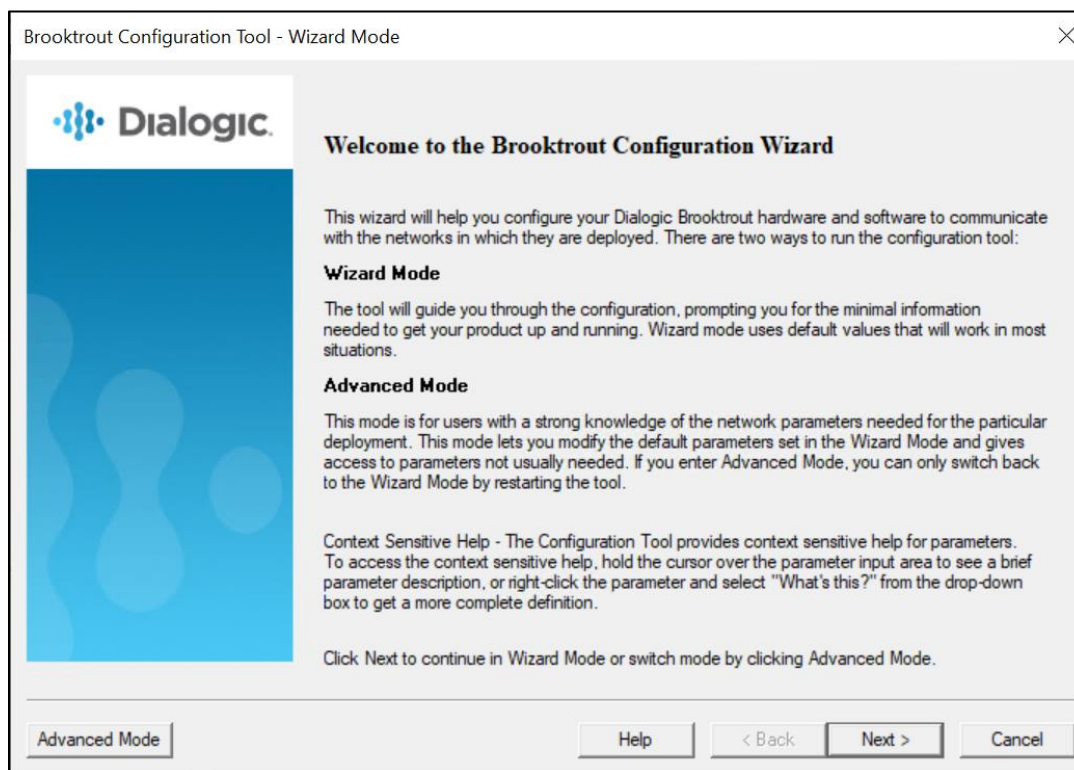 Brooktrout Configuration Tool - Wizard Mode
Dialogic.
Welcome to the Brooktrout Configuration Wizard
This wizard will help you configure your Dialogic Brooktrout hardware and software to communicate
with the networks in which they are deployed. There are two ways to run the configuration tool:
Wizard Mode
The tool will guide you through the configuration, prompting you for the minimal information
needed to get your product up and running. Wizard mode uses default values that will work in most
situations.
Advanced Mode
This mode is for users with a strong knowledge of the network parameters needed for the particular
deployment. This mode lets you modify the default parameters set in the Wizard Mode and gives
access to parameters not usually needed. If you enter Advanced Mode, you can only switch back
to the Wizard Mode by restarting the tool.
Context Sensitive Help - The Configuration Tool provides context sensitive help for parameters.
To access the context sensitive help, hold the cursor over the parameter input area to see a brief
parameter description, or right-click the parameter and select "What's this?" from the drop-down
box to get a more complete definition.
Click Next to continue in Wizard Mode or switch mode by clicking Advanced Mode.
Advanced Mode Help < Back Next > Cancel